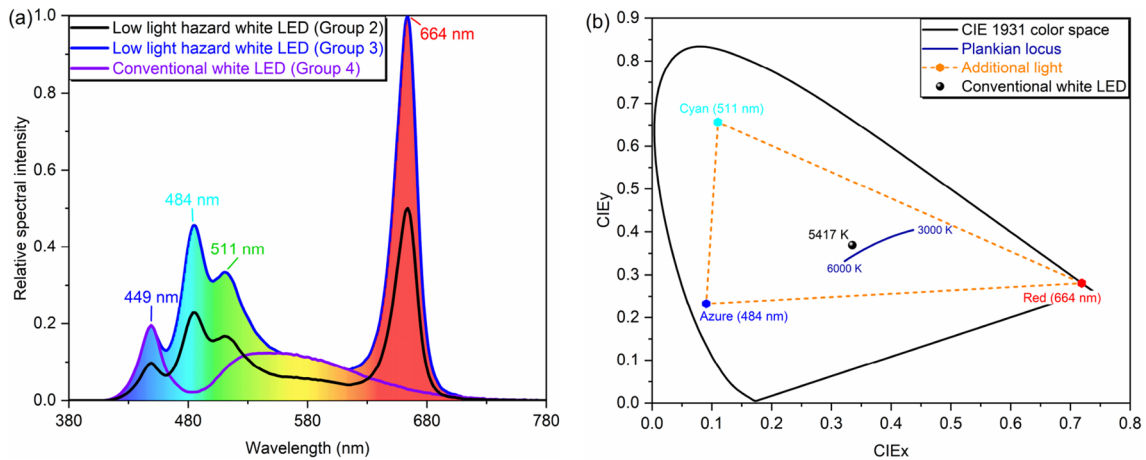 (a)
Low light hazard white LED (Group 2)
Low light hazard white LED (Group 3)
Conventional white LED (Group 4)
664 nm
484 nm
511 nm
449 nm
1.0
0.8
0.6
0.4
0.2
0.0
Relative spectral intensity
380
480
580
680
780
Wavelength (nm)
(b)
CIE 1931 color space
Plankian locus
Additional light
Conventional white LED
Cyan (511 nm)
5417 K
3000 K
6000 K
Azure (484 nm)
Red (664 nm)
0.9
0.8
0.7
0.6
0.5
0.4
0.3
0.2
0.1
0.0
CIEy
0.0
0.1
0.2
0.3
0.4
0.5
0.6
0.7
0.8
CIEx